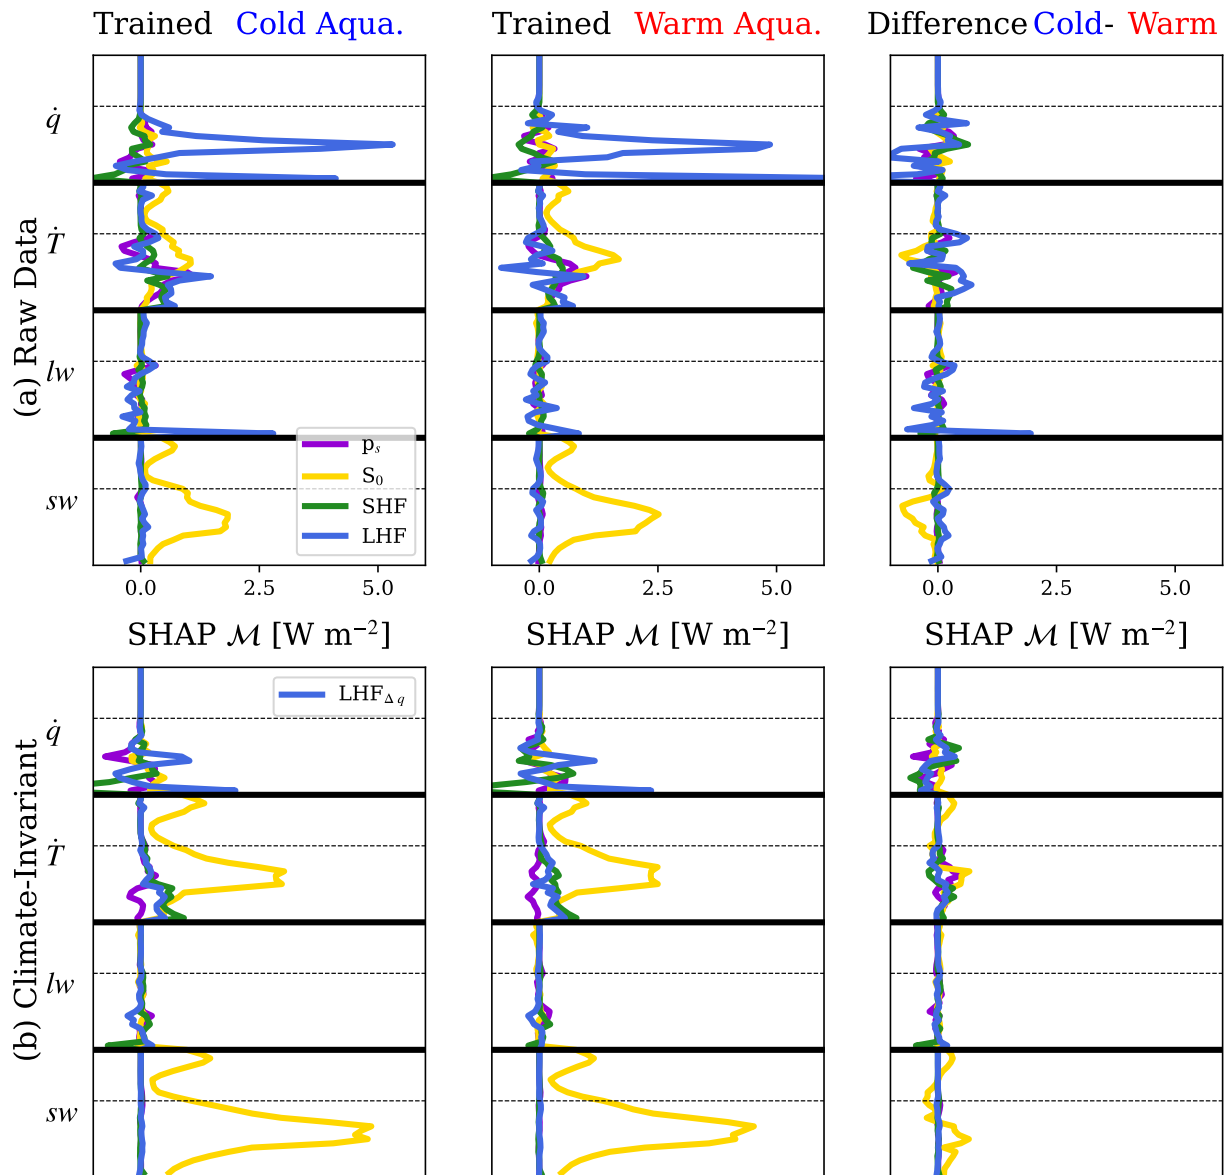 Trained Cold Aqua.
Trained Warm Aqua.
Difference Cold- Warm
(a) Raw Data
q̇
Ṫ
lw
sw
pₛ
S₀
SHF
LHF
0.0 2.5 5.0
0.0 2.5 5.0
0.0 2.5 5.0
SHAP ℳ [W m⁻²]
SHAP ℳ [W m⁻²]
SHAP ℳ [W m⁻²]
(b) Climate-Invariant
q̇
Ṫ
lw
sw
LHF_Δq